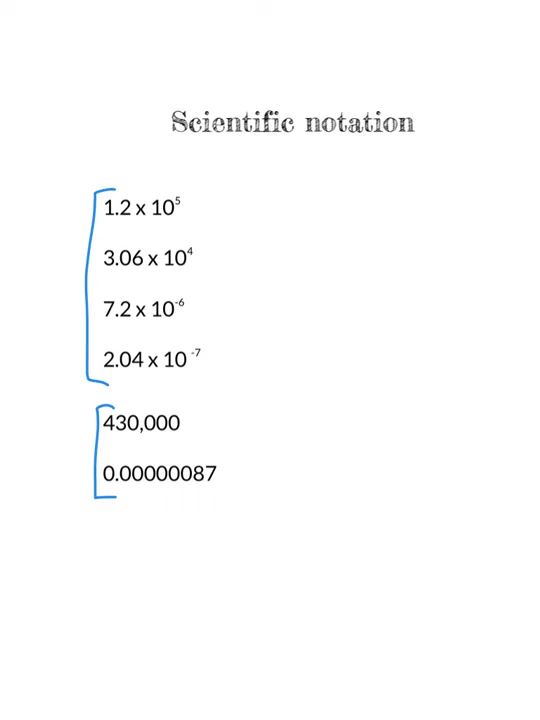 Scientific notation
1.2 x 10⁵
3.06 x 10⁴
7.2 x 10⁻⁶
2.04 x 10 ⁻⁷
430,000
0.00000087